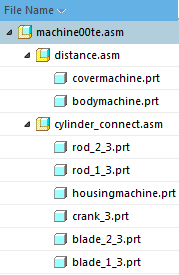 File Name
machine00te.asm
distance.asm
covermachine.prt
bodymachine.prt
cylinder_connect.asm
rod_2_3.prt
rod_1_3.prt
housingmachine.prt
crank_3.prt
blade_2_3.prt
blade_1_3.prt